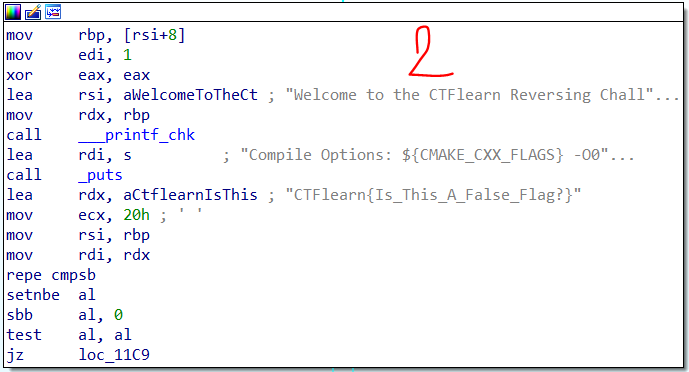 2
mov rbp, [rsi+8]
mov edi, 1
xor eax, eax
lea rsi, aWelcomeToTheCt ; "Welcome to the CTFlearn Reversing Chall"...
mov rdx, rbp
call ___printf_chk
lea rdi, s ; "Compile Options: ${CMAKE_CXX_FLAGS} -O0"...
call _puts
lea rdx, aCtflearnIsThis ; "CTFlearn{Is_This_A_False_Flag?}"
mov ecx, 20h ; ' '
mov rsi, rbp
mov rdi, rdx
repe cmpsb
setnbe al
sbb al, 0
test al, al
jz loc_11C9